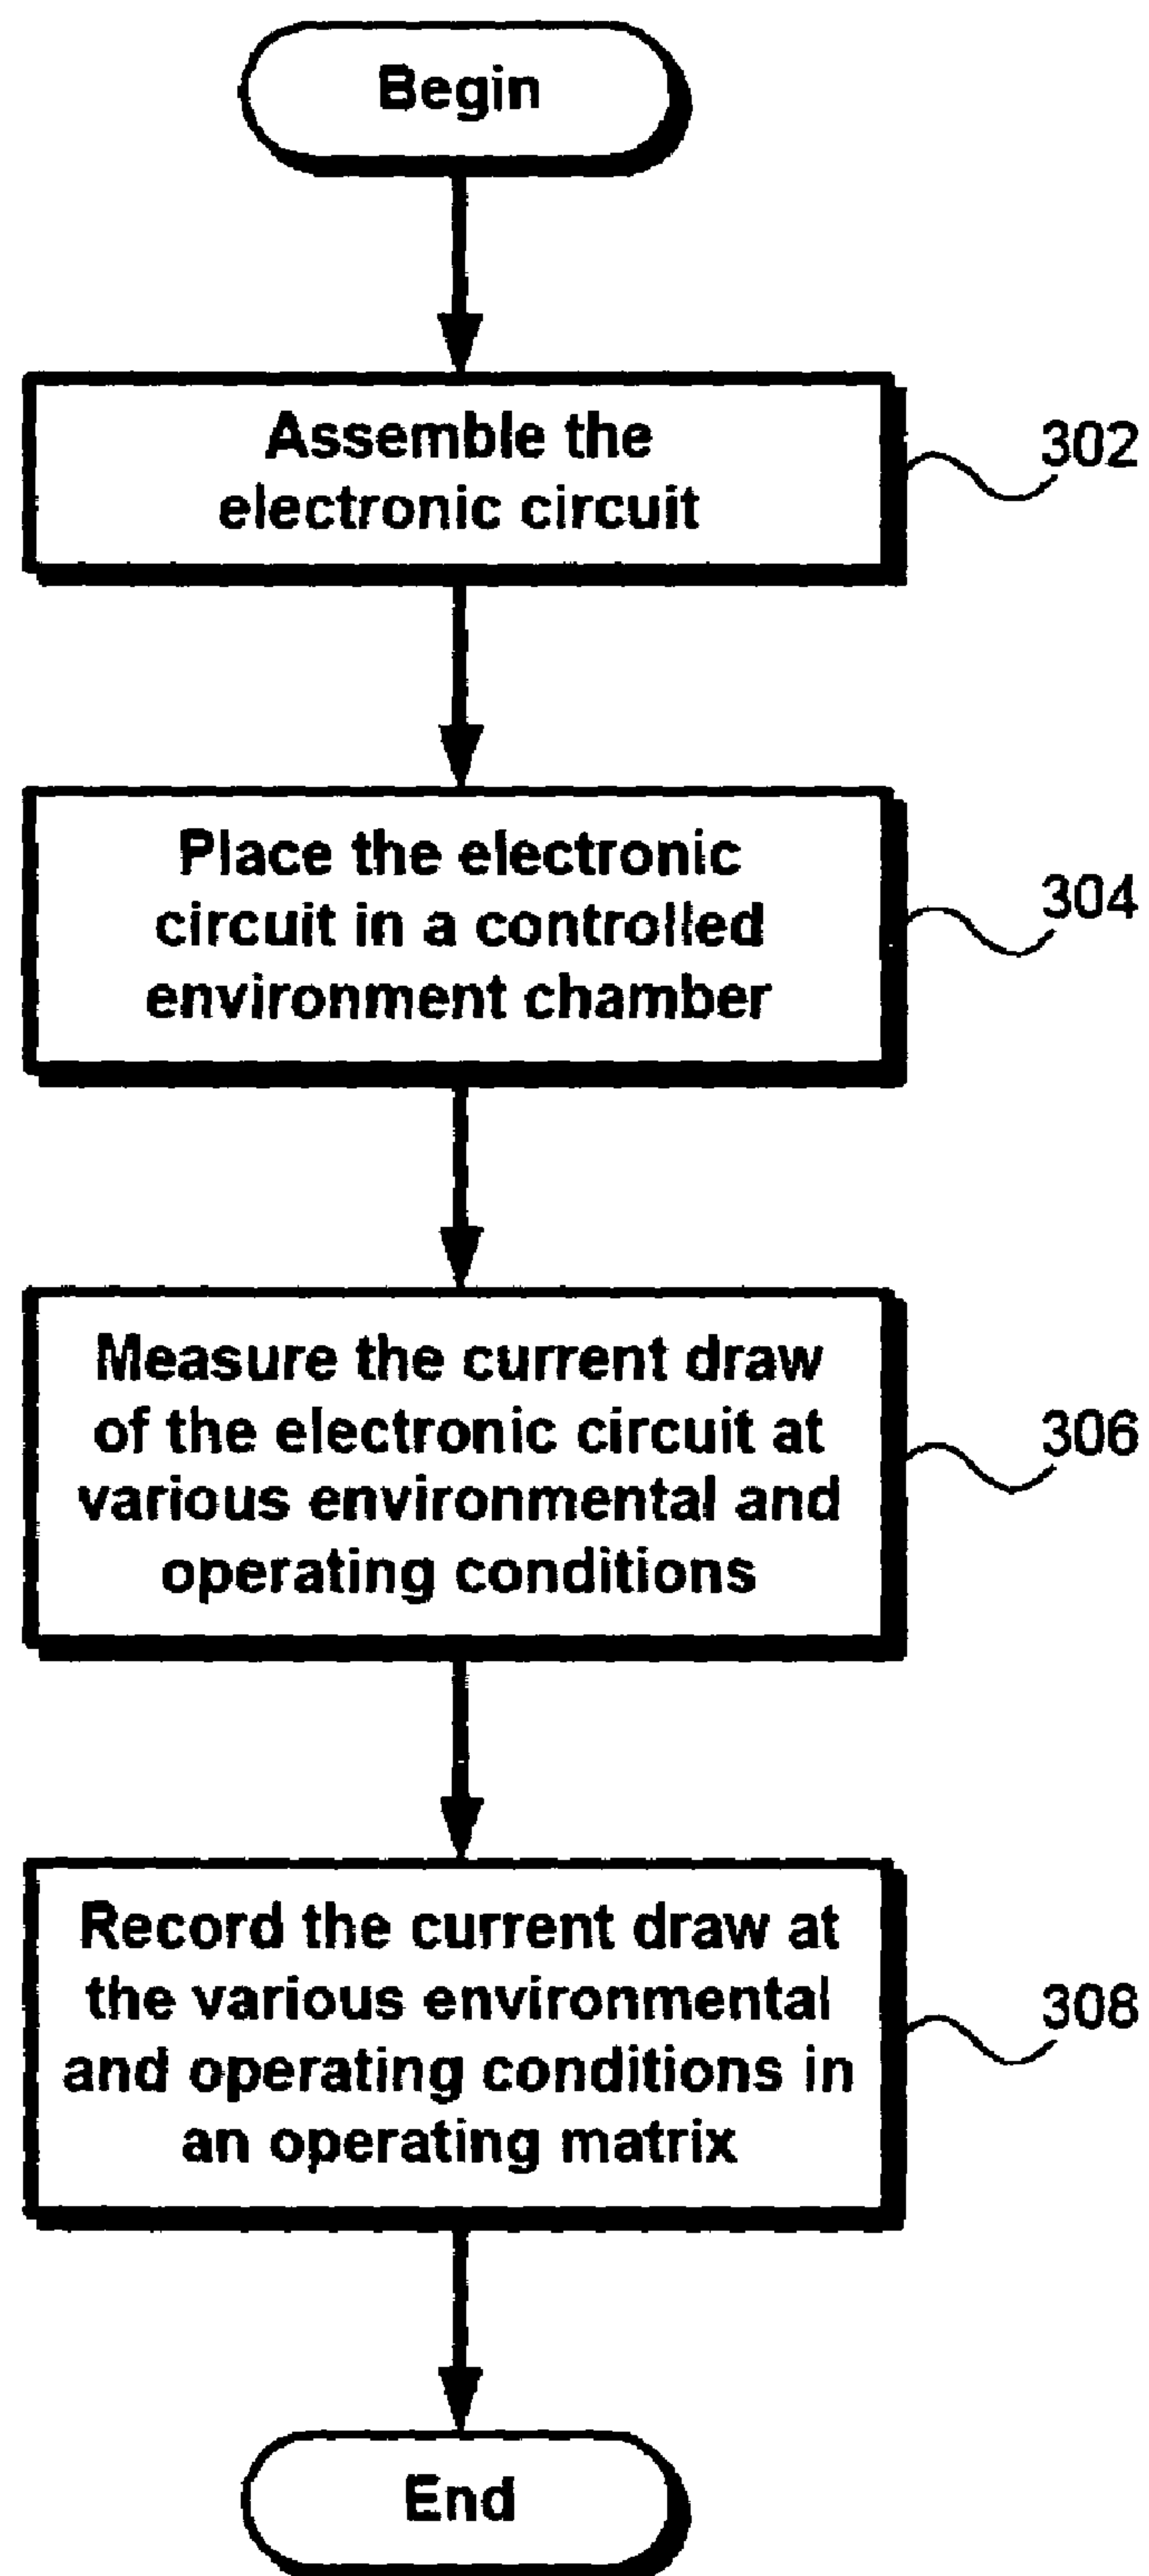 Begin
Assemble the
electronic circuit
302
Place the electronic
circuit in a controlled
environment chamber
304
Measure the current draw
of the electronic circuit at
various environmental and
operating conditions
306
Record the current draw at
the various environmental
and operating conditions in
an operating matrix
308
End